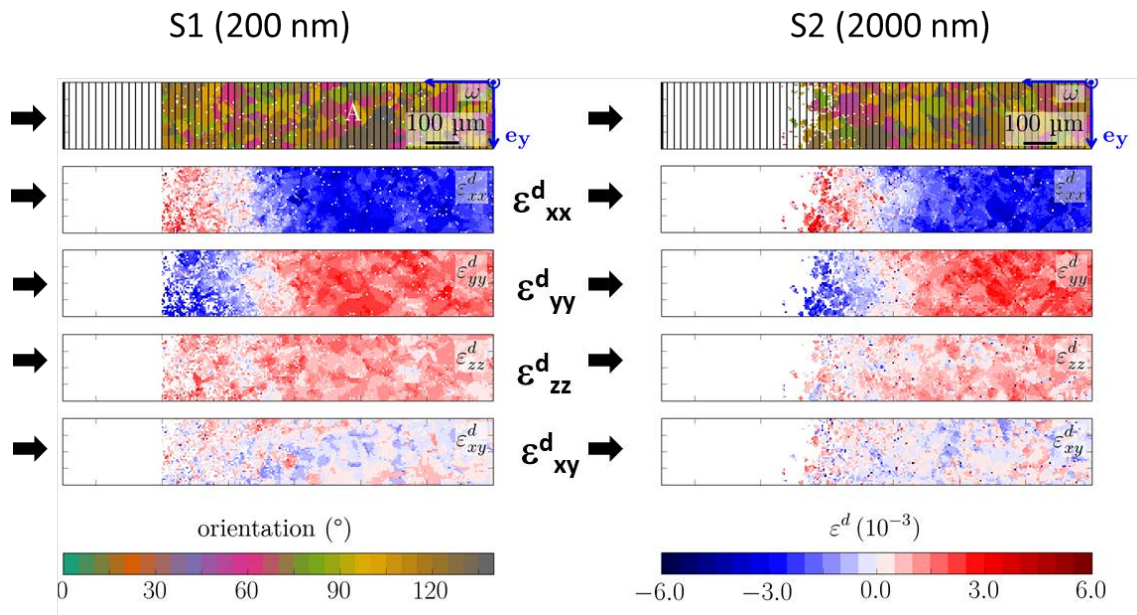 S1 (200 nm)
S2 (2000 nm)
A
ω
100 μm
e_y
ω
100 μm
e_y
ε^d_xx
ε^d_xx
ε^d_xx
ε^d_yy
ε^d_yy
ε^d_yy
ε^d_zz
ε^d_zz
ε^d_zz
ε^d_xy
ε^d_xy
ε^d_xy
orientation (°)
0 30 60 90 120
ε^d (10^−3)
−6.0 −3.0 0.0 3.0 6.0